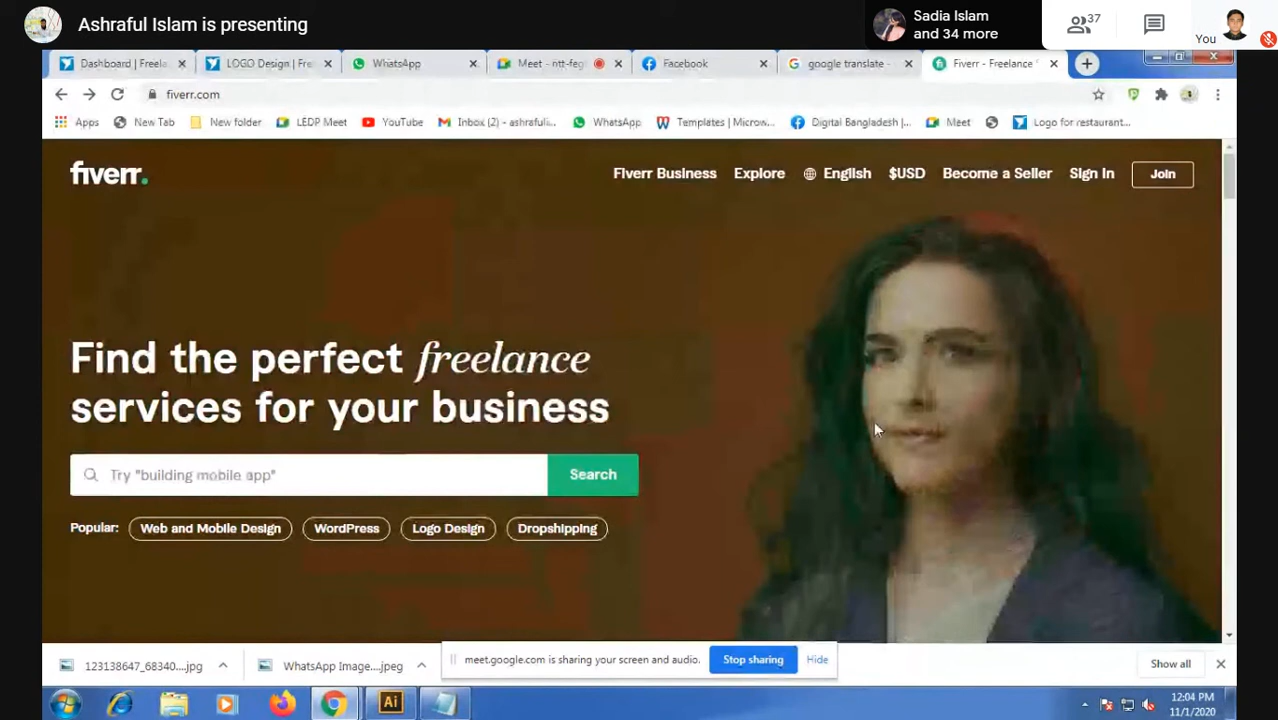 Ashraful Islam is presenting
Sadia Islam
and 34 more
37
You
Dashboard | Freela
LOGO Design | Fre
WhatsApp
Meet - ntt-feg
Facebook
google translate -
Fiverr - Freelance
fiverr.com
Apps
New Tab
New folder
LEDP Meet
YouTube
Inbox (2) - ashrafuli...
WhatsApp
Templates | Microw...
Digital Bangladesh |...
Meet
Logo for restaurant...
fiverr.
Fiverr Business
Explore
English
$USD
Become a Seller
Sign In
Join
Find the perfect freelance
services for your business
Try "building mobile app"
Search
Popular:
Web and Mobile Design
WordPress
Logo Design
Dropshipping
123138647_68340....jpg
WhatsApp Image....jpeg
meet.google.com is sharing your screen and audio.
Stop sharing
Hide
Show all
Ai
12:04 PM
11/1/2020